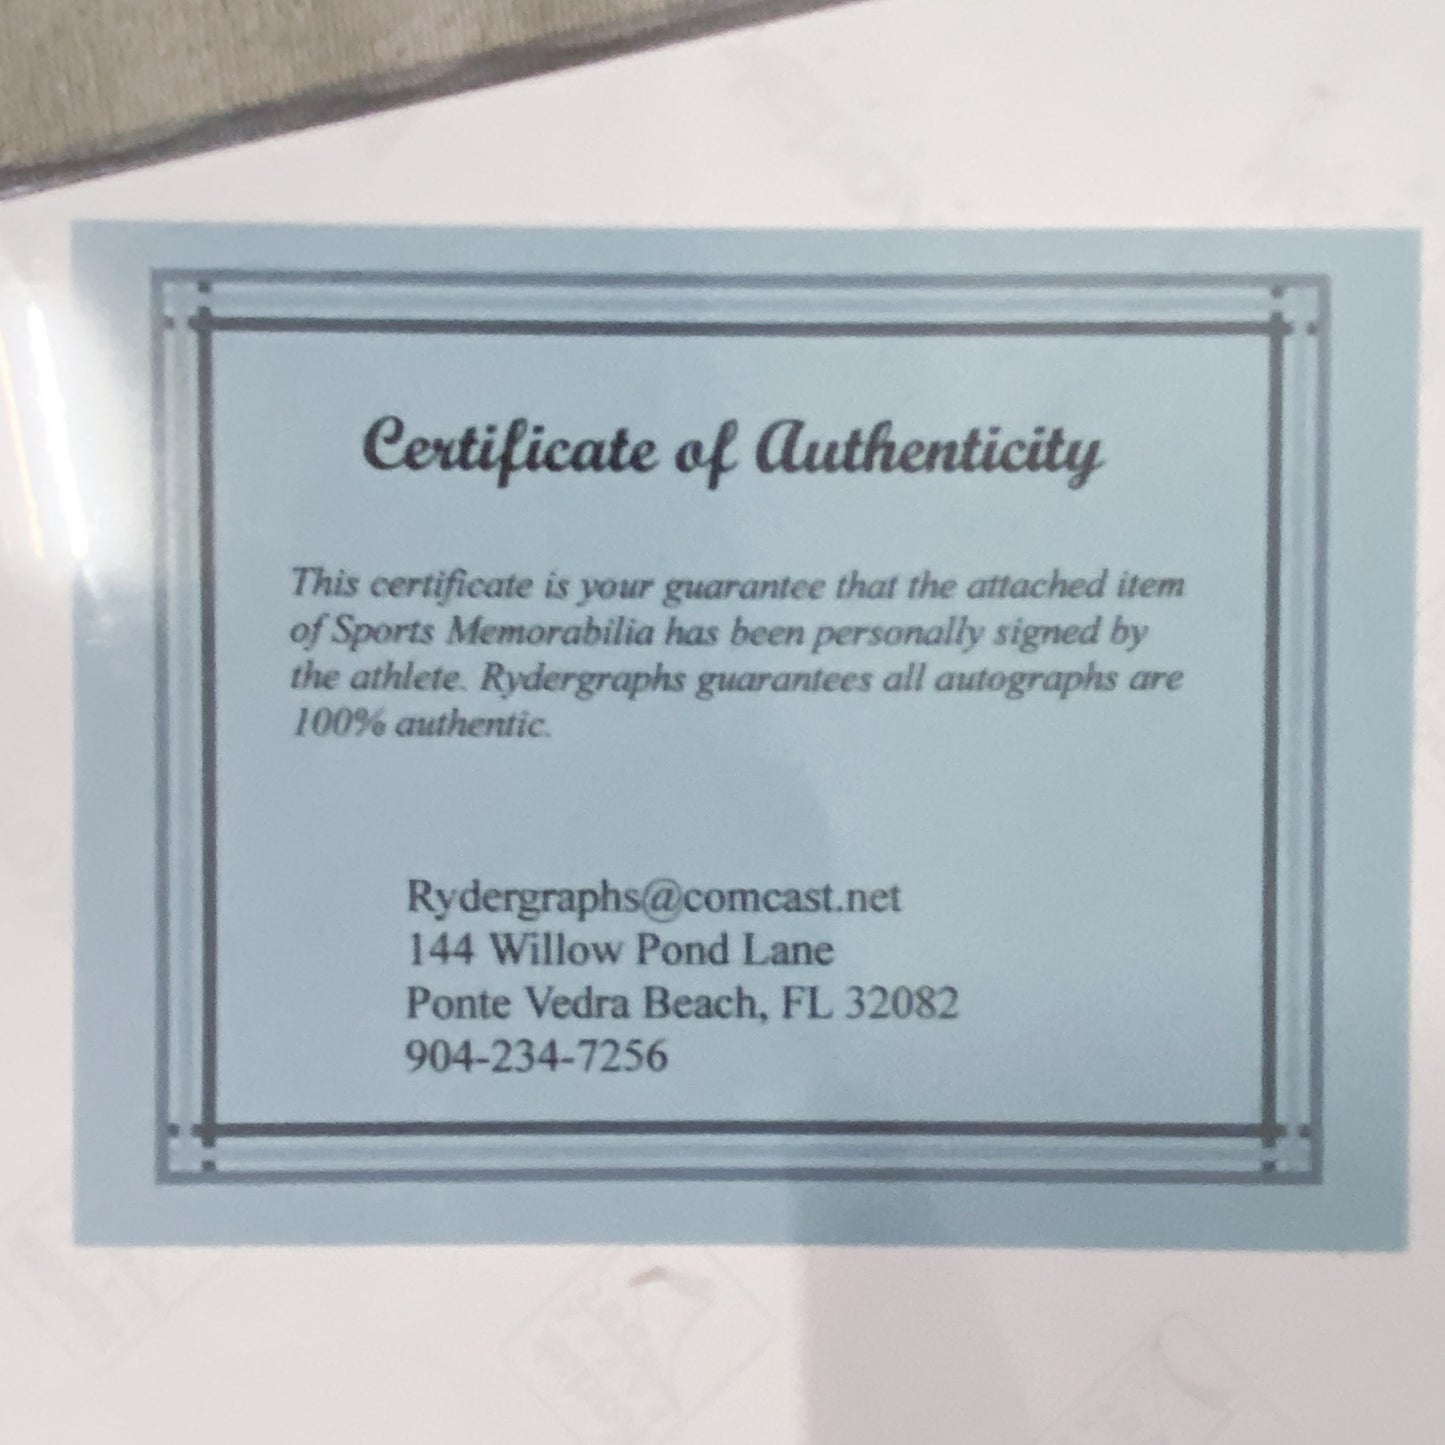 Certificate of Authenticity
This certificate is your guarantee that the attached item
of Sports Memorabilia has been personally signed by
the athlete. Rydergraphs guarantees all autographs are
100% authentic.
Rydergraphs@comcast.net
144 Willow Pond Lane
Ponte Vedra Beach, FL 32082
904-234-7256